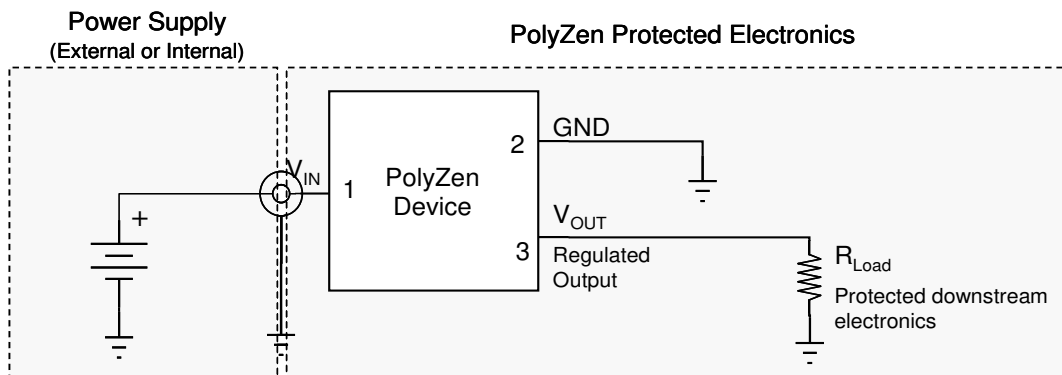 Power Supply
(External or Internal)
PolyZen Protected Electronics
+
V_IN
1
PolyZen
Device
2
GND
3
V_OUT
Regulated
Output
R_Load
Protected downstream
electronics